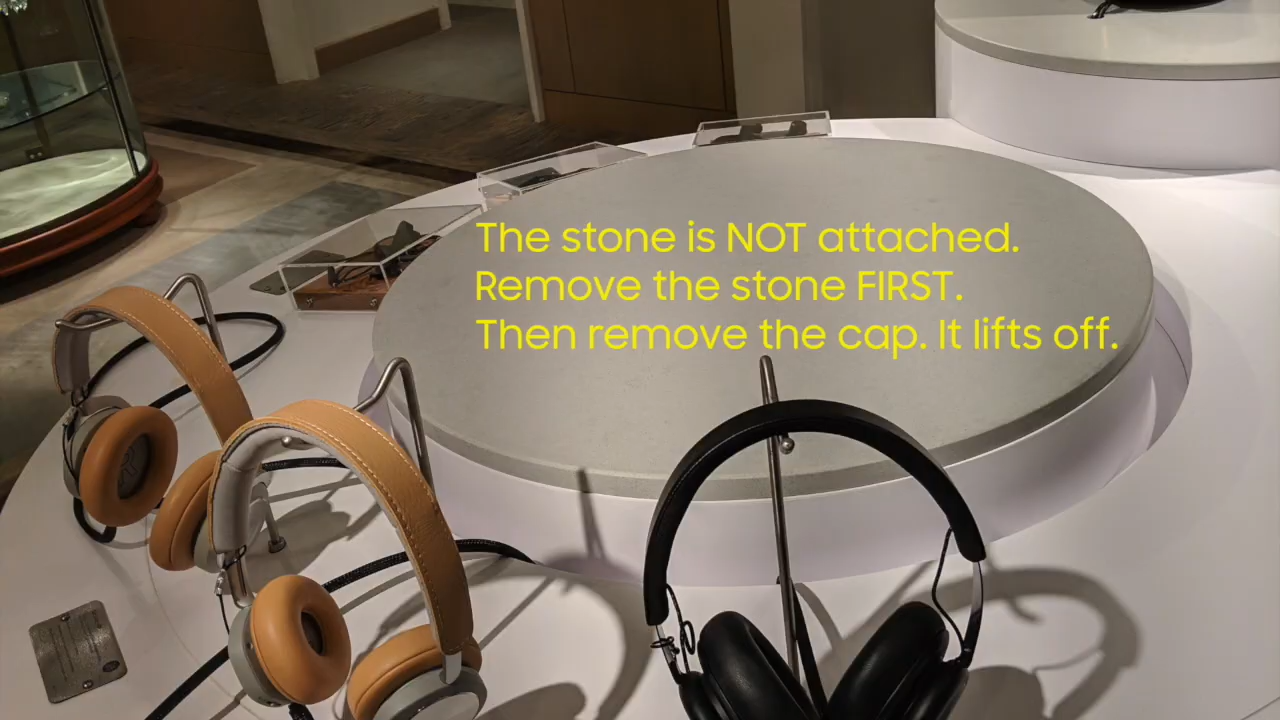 The stone is NOT attached.
Remove the stone FIRST.
Then remove the cap. It lifts off.